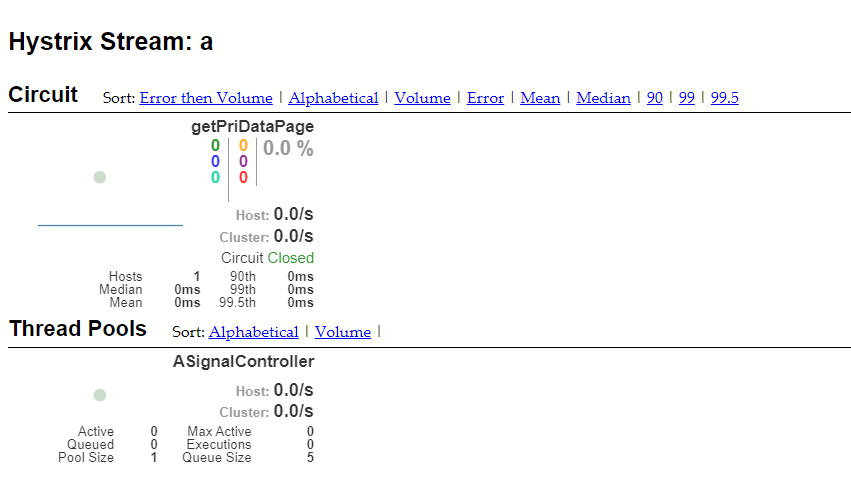 Hystrix Stream: a
Circuit Sort: Error then Volume | Alphabetical | Volume | Error | Mean | Median | 90 | 99 | 99.5
getPriDataPage
0 0 0.0 %
0 0
0 0
Host: 0.0/s
Cluster: 0.0/s
Circuit Closed
Hosts 1 90th 0ms
Median 0ms 99th 0ms
Mean 0ms 99.5th 0ms
Thread Pools Sort: Alphabetical | Volume |
ASignalController
Host: 0.0/s
Cluster: 0.0/s
Active 0 Max Active 0
Queued 0 Executions 0
Pool Size 1 Queue Size 5